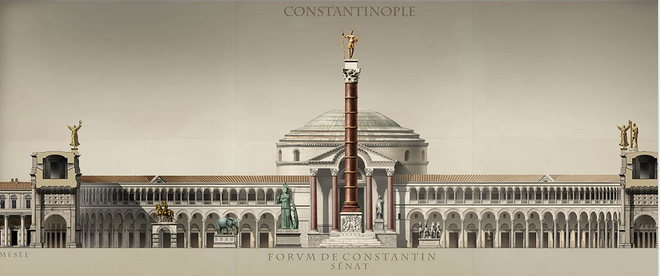 CONSTANTINOPLE
MÉSÈE
FORVM DE CONSTANTIN
SÉNAT